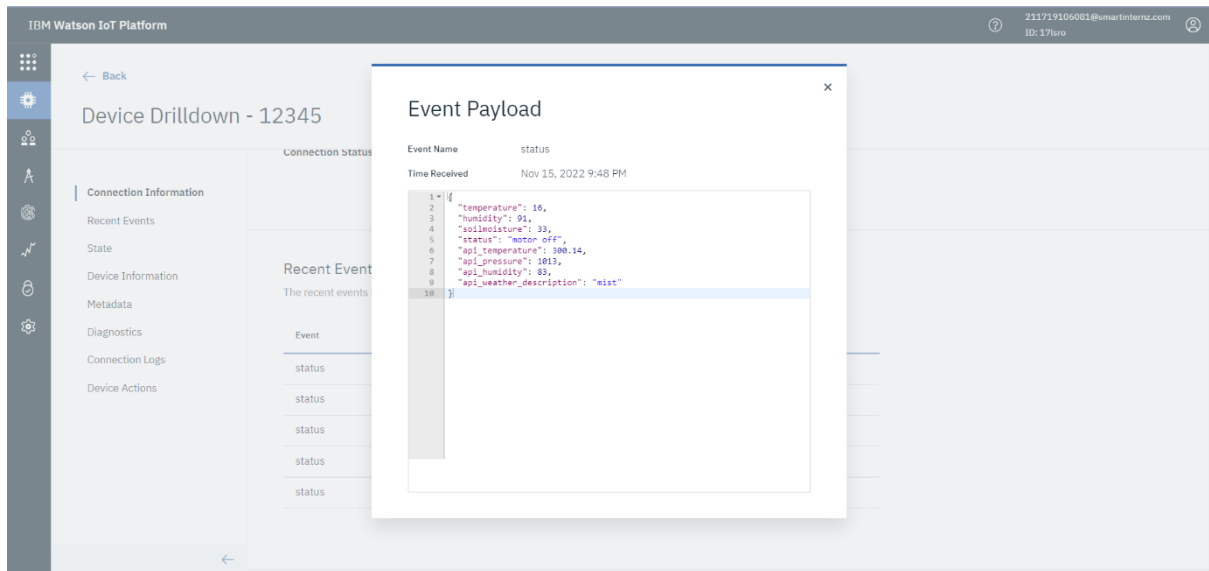 IBM Watson IoT Platform
211719106081@smartinternz.com
ID: 17lsro
Back
Device Drilldown - 12345
Connection Information
Recent Events
State
Device Information
Metadata
Diagnostics
Connection Logs
Device Actions
Connection Status
Recent Event
The recent events
Event
status
status
status
status
status
Event Payload
Event Name status
Time Received Nov 15, 2022 9:48 PM
1 {
2 "temperature": 16,
3 "humidity": 91,
4 "soilmoisture": 33,
5 "status": "motor off",
6 "api_temperature": 300.14,
7 "api_pressure": 1013,
8 "api_humidity": 83,
9 "api_weather_description": "mist"
10 }